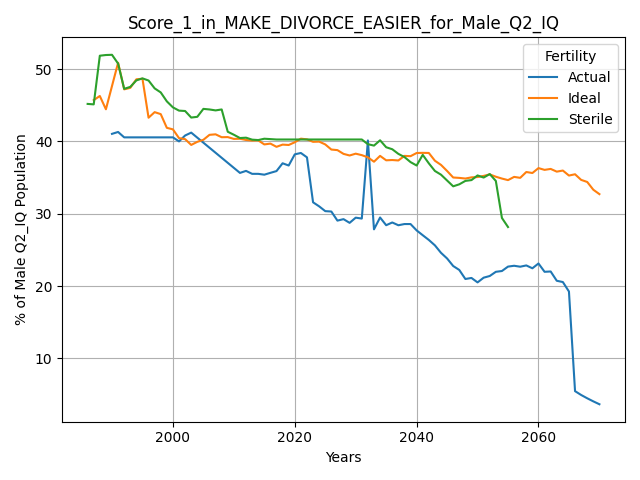 Score_1_in_MAKE_DIVORCE_EASIER_for_Male_Q2_IQ
Fertility
Actual
Ideal
Sterile
% of Male Q2_IQ Population
50
40
30
20
10
2000 2020 2040 2060
Years